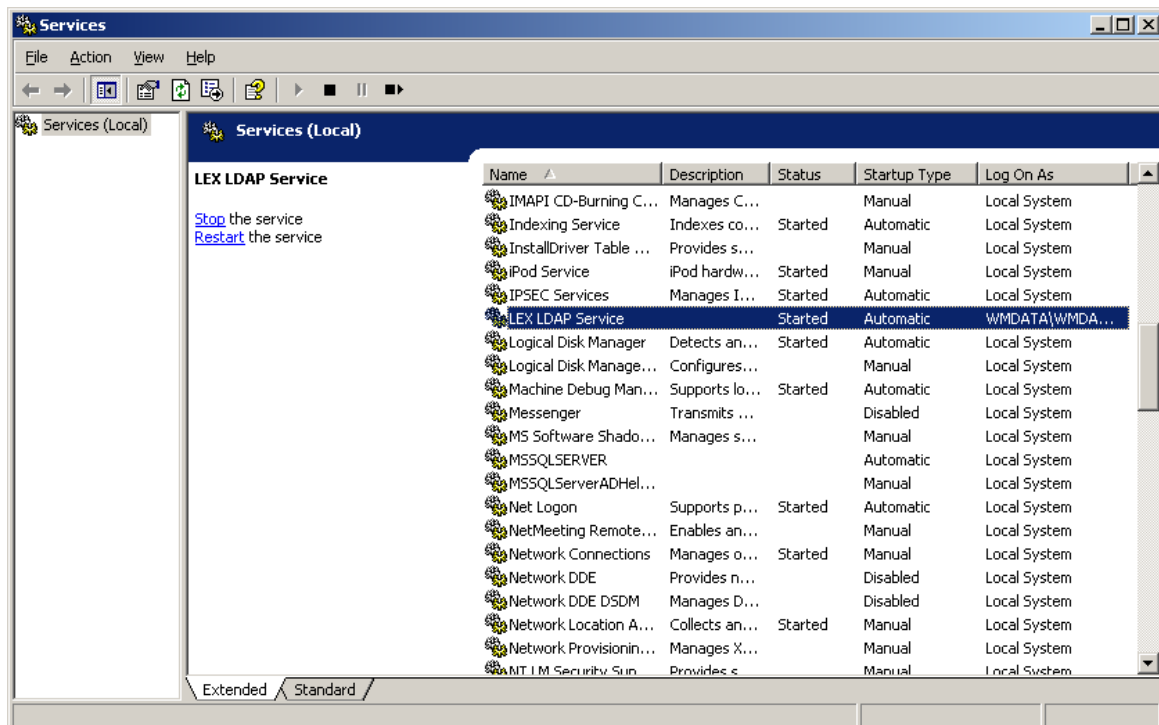 Services
File Action View Help
Services (Local)
Services (Local)
LEX LDAP Service
Stop the service
Restart the service
Name Description Status Startup Type Log On As
IMAPI CD-Burning C... Manages C... Manual Local System
Indexing Service Indexes co... Started Automatic Local System
InstallDriver Table ... Provides s... Manual Local System
iPod Service iPod hardw... Started Manual Local System
IPSEC Services Manages I... Started Automatic Local System
LEX LDAP Service Started Automatic WMDATA\WMDA...
Logical Disk Manager Detects an... Started Automatic Local System
Logical Disk Manage... Configures... Manual Local System
Machine Debug Man... Supports lo... Started Automatic Local System
Messenger Transmits ... Disabled Local System
MS Software Shado... Manages s... Manual Local System
MSSQLSERVER Automatic Local System
MSSQLServerADHel... Manual Local System
Net Logon Supports p... Started Automatic Local System
NetMeeting Remote... Enables an... Manual Local System
Network Connections Manages o... Started Manual Local System
Network DDE Provides n... Disabled Local System
Network DDE DSDM Manages D... Disabled Local System
Network Location A... Collects an... Started Manual Local System
Network Provisionin... Manages X... Manual Local System
NT LM Security Sup... Provides s... Manual Local System
Extended Standard